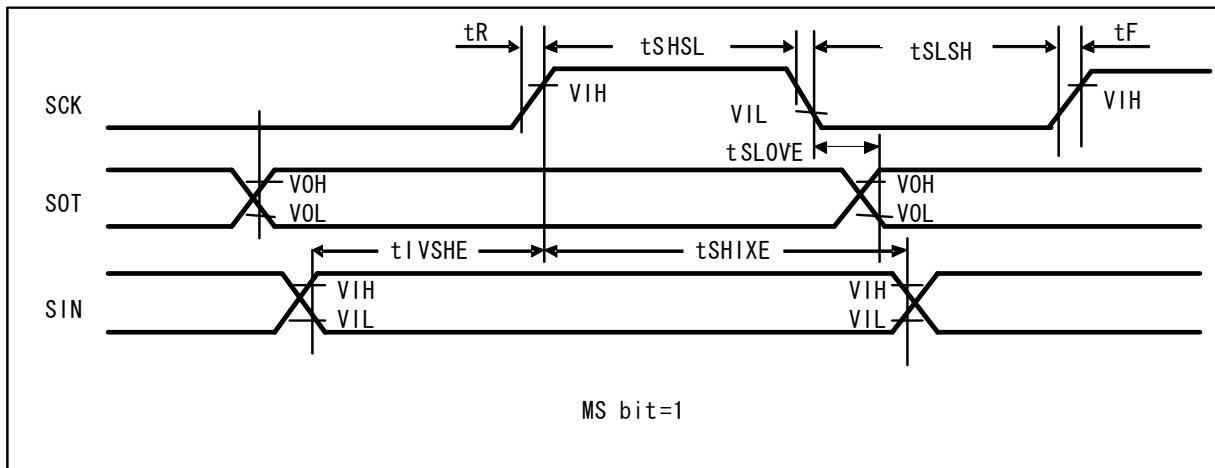 tR tSHSL tSLSH tF
SCK VIH VIL VIH
tSLOVE
SOT VOH VOH
VOL VOL
tIVSHE tSHIXE
SIN VIH VIH
VIL VIL
MS bit=1